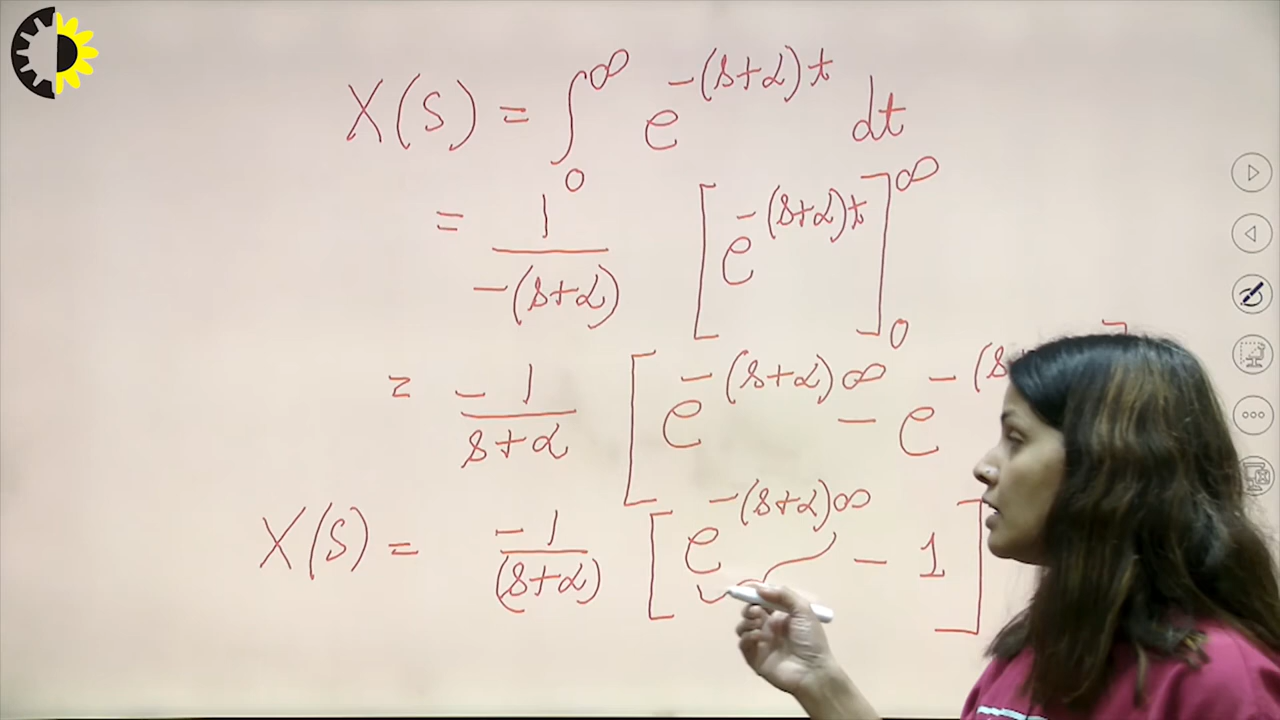 X(S) = ∫₀^∞ e^{-(s+α)t} dt
= 1/-(s+α) [e^{-(s+α)t}]₀^∞
= -1/s+α [e^{-(s+α)∞} - e^{-(s
X(S) = -1/(s+α) [e^{-(s+α)∞} - 1]